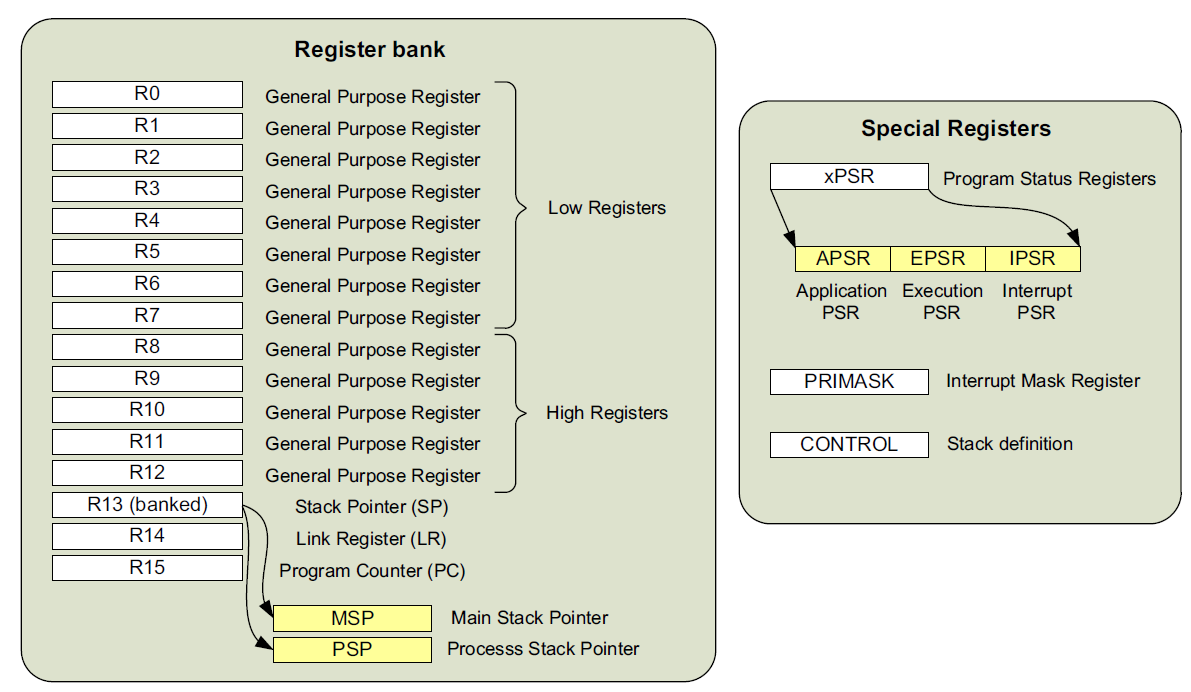 Register bank
R0 General Purpose Register
R1 General Purpose Register
R2 General Purpose Register
R3 General Purpose Register
R4 General Purpose Register
R5 General Purpose Register
R6 General Purpose Register
R7 General Purpose Register
Low Registers
R8 General Purpose Register
R9 General Purpose Register
R10 General Purpose Register
R11 General Purpose Register
R12 General Purpose Register
High Registers
R13 (banked) Stack Pointer (SP)
R14 Link Register (LR)
R15 Program Counter (PC)
MSP Main Stack Pointer
PSP Processs Stack Pointer
Special Registers
xPSR Program Status Registers
APSR EPSR IPSR
Application Execution Interrupt
PSR PSR PSR
PRIMASK Interrupt Mask Register
CONTROL Stack definition